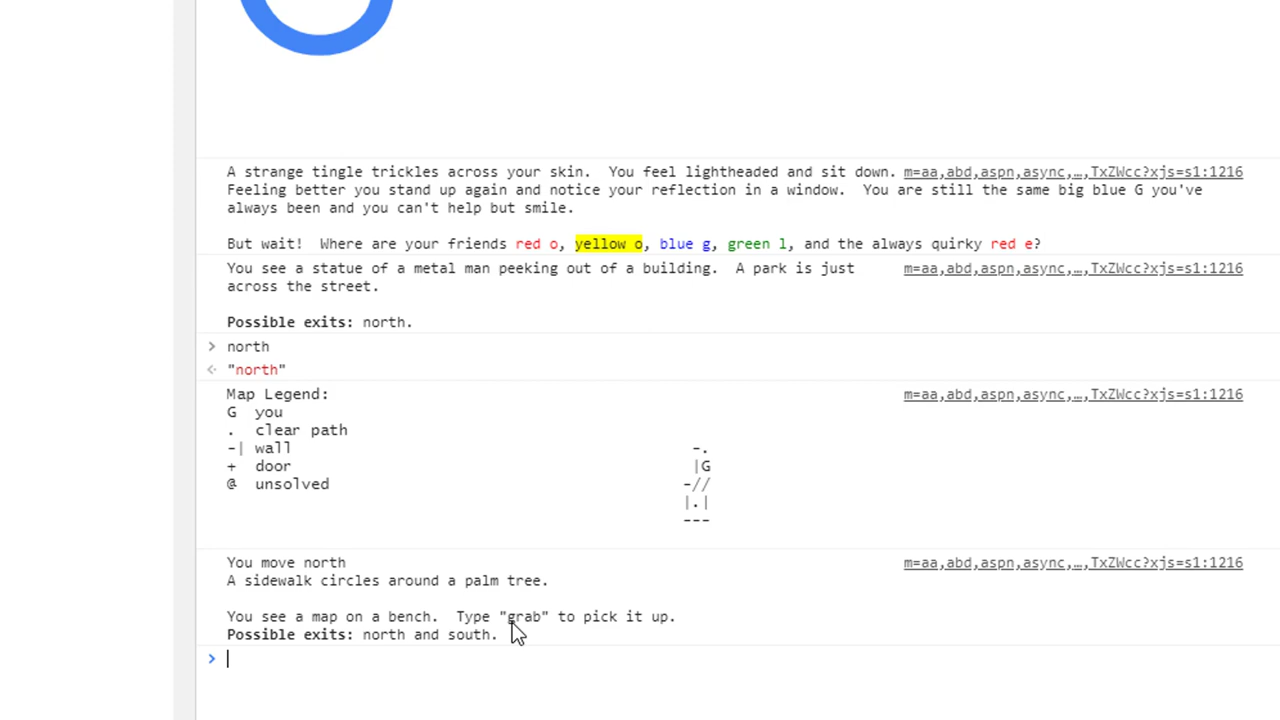 A strange tingle trickles across your skin.  You feel lightheaded and sit down. m=aa,abd,aspn,async,…,TxZWcc?xjs=s1:1216
Feeling better you stand up again and notice your reflection in a window.  You are still the same big blue G you've
always been and you can't help but smile.
But wait!  Where are your friends red o, yellow o, blue g, green l, and the always quirky red e?
You see a statue of a metal man peeking out of a building.  A park is just m=aa,abd,aspn,async,…,TxZWcc?xjs=s1:1216
across the street.
Possible exits: north.
> north
<· "north"
Map Legend: m=aa,abd,aspn,async,…,TxZWcc?xjs=s1:1216
G  you
.  clear path
-| wall -.
+  door |G
@  unsolved -//
|.|
---
You move north m=aa,abd,aspn,async,…,TxZWcc?xjs=s1:1216
A sidewalk circles around a palm tree.
You see a map on a bench.  Type "grab" to pick it up.
Possible exits: north and south.
>